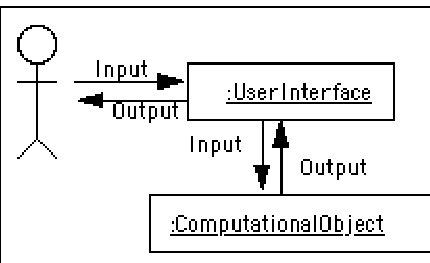 Input
:UserInterface
Output
Input
Output
:ComputationalObject